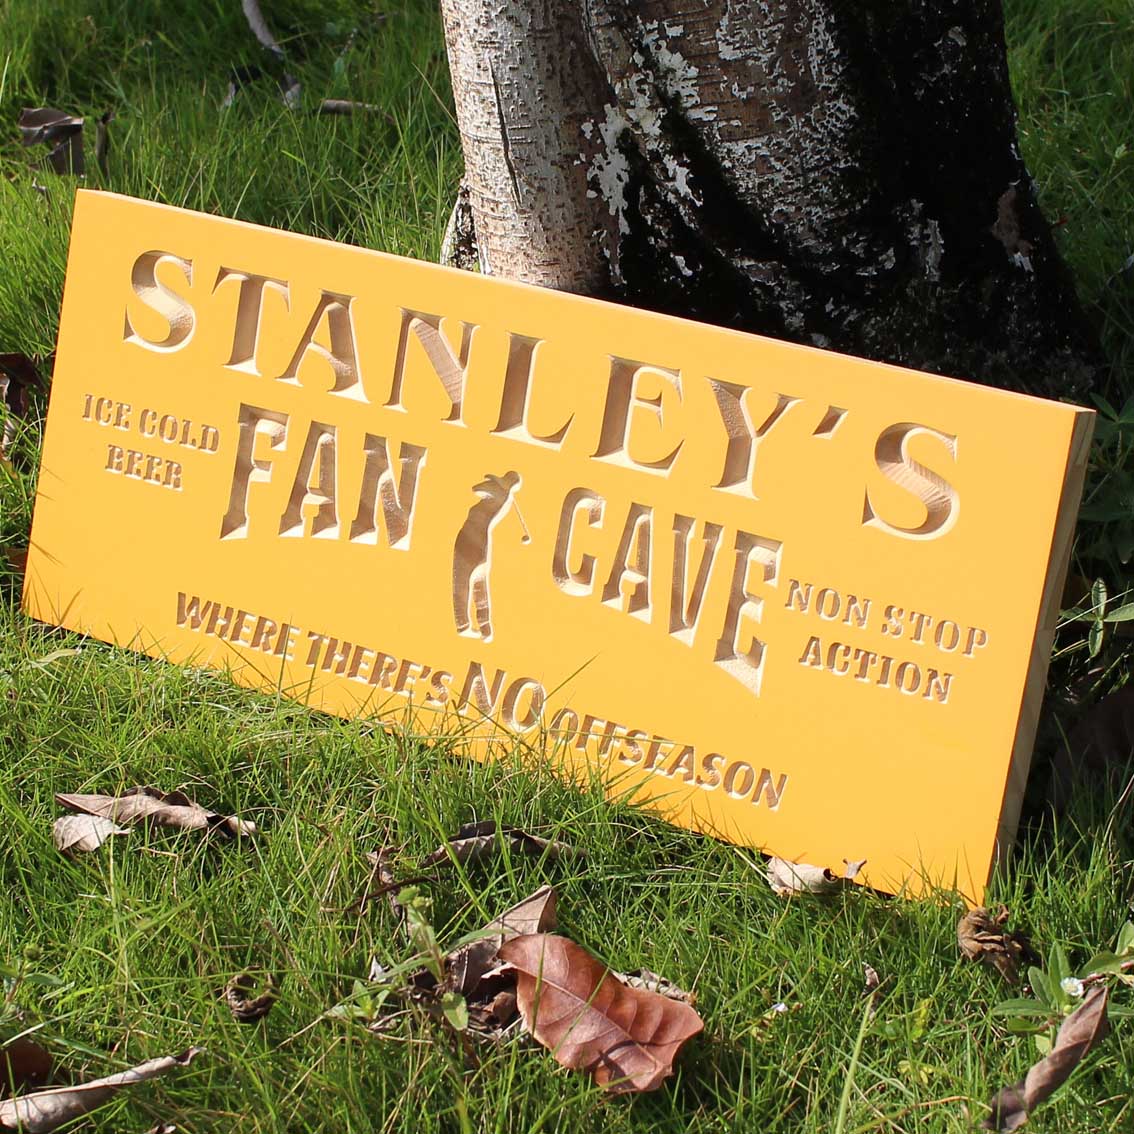 STANLEY'S
ICE COLD
BEER
FAN CAVE
NON STOP
ACTION
WHERE THERE'S NO OFFSEASON